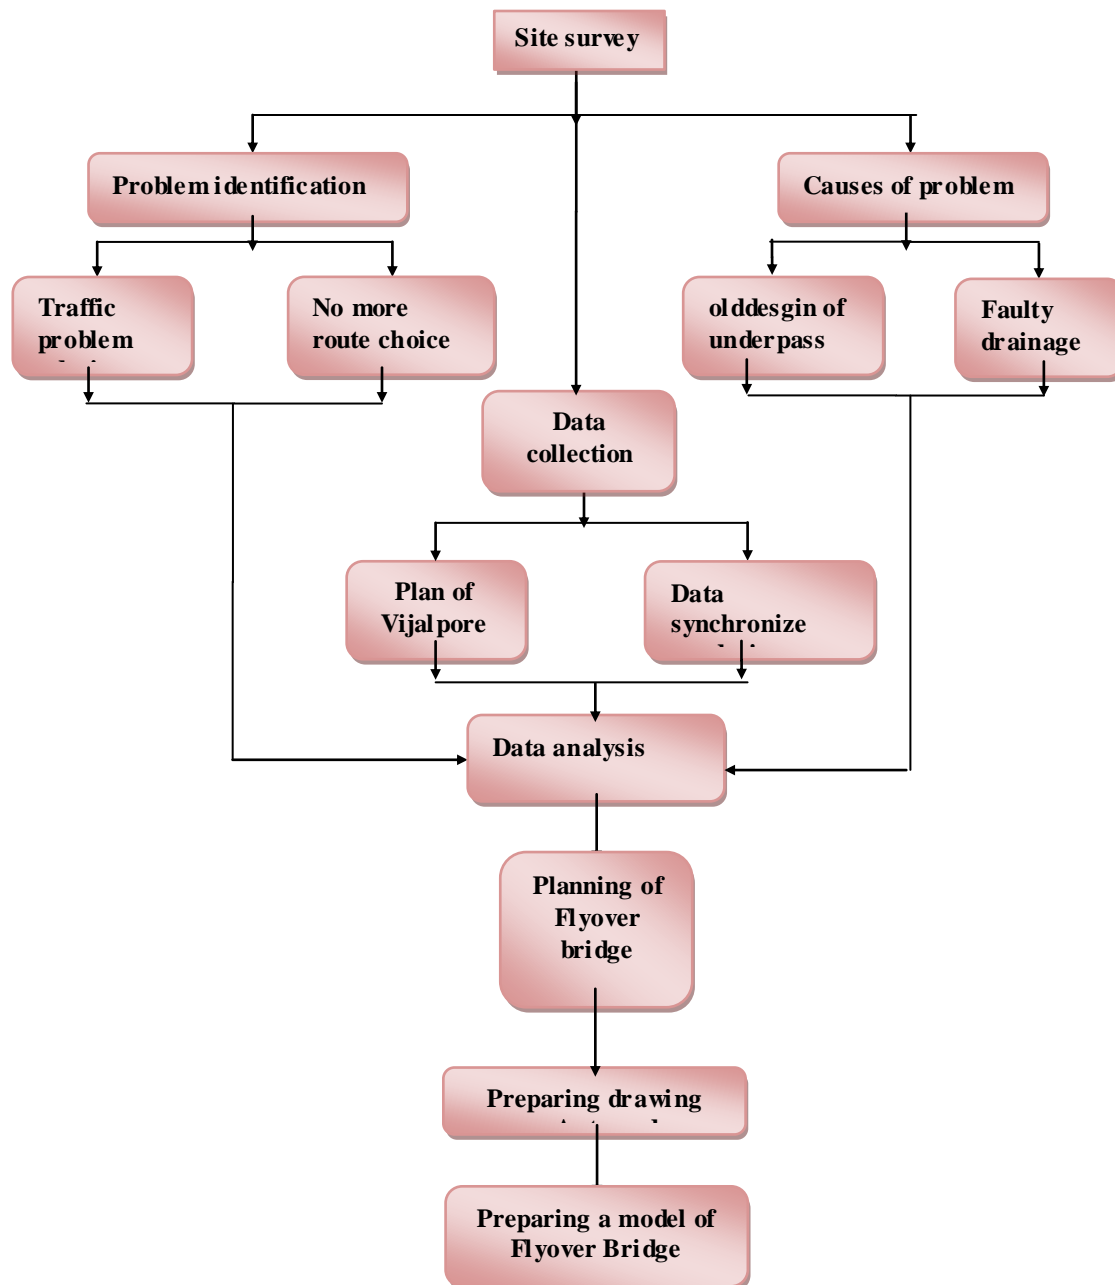 Site survey
Problem identification
Causes of problem
Traffic
problem
No more
route choice
olddesgin of
underpass
Faulty
drainage
Data
collection
Plan of
Vijalpore
Data
synchronize
Data analysis
Planning of
Flyover
bridge
Preparing drawing
Preparing a model of
Flyover Bridge